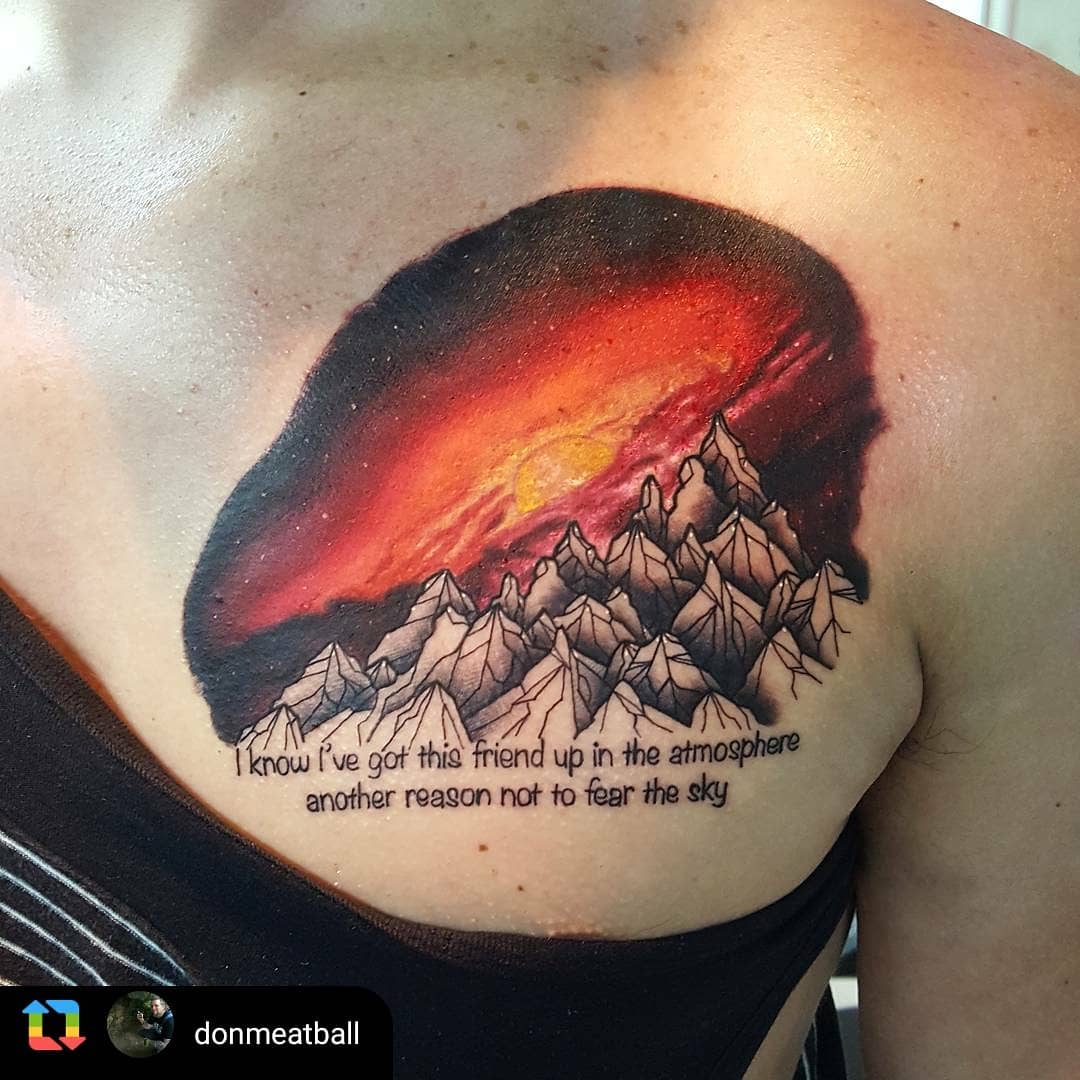 I know I've got this friend up in the atmosphere
another reason not to fear the sky
donmeatball